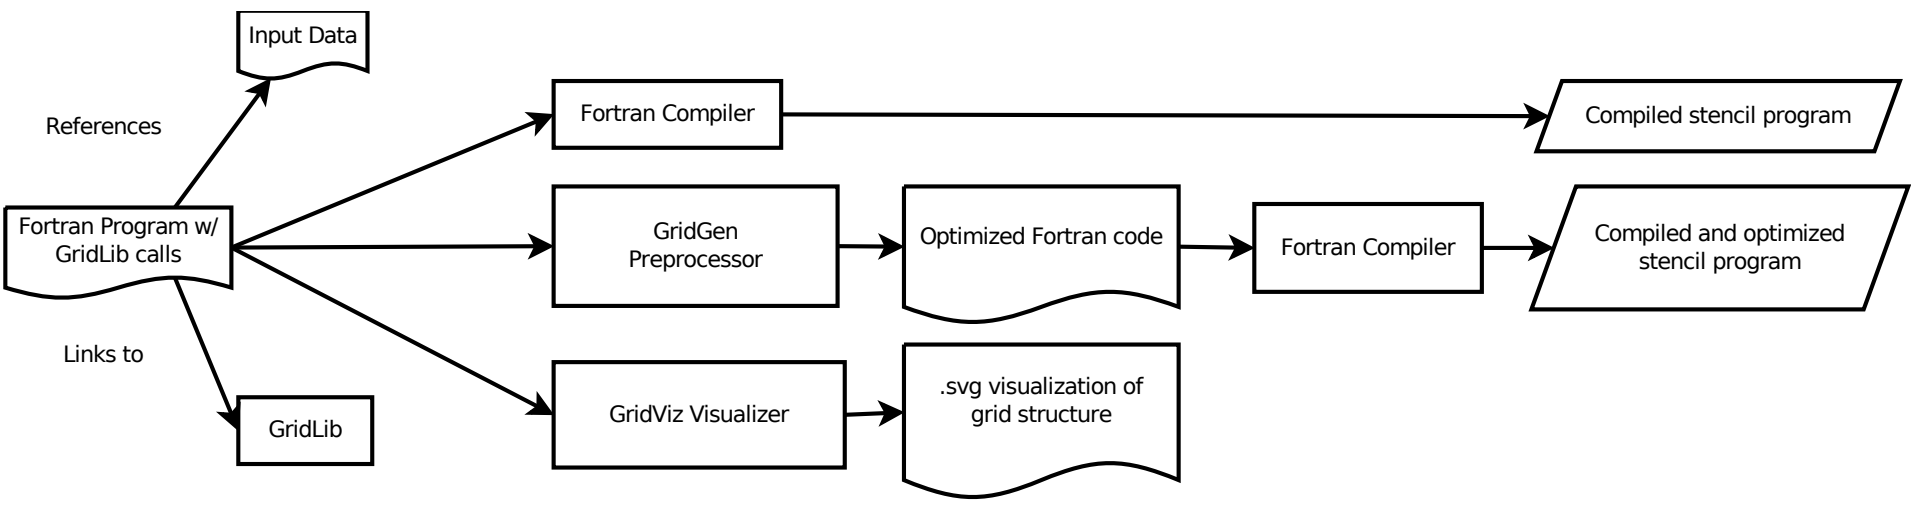 Input Data
References
Fortran Compiler
Compiled stencil program
Fortran Program w/
GridLib calls
GridGen
Preprocessor
Optimized Fortran code
Fortran Compiler
Compiled and optimized
stencil program
Links to
GridLib
GridViz Visualizer
.svg visualization of
grid structure